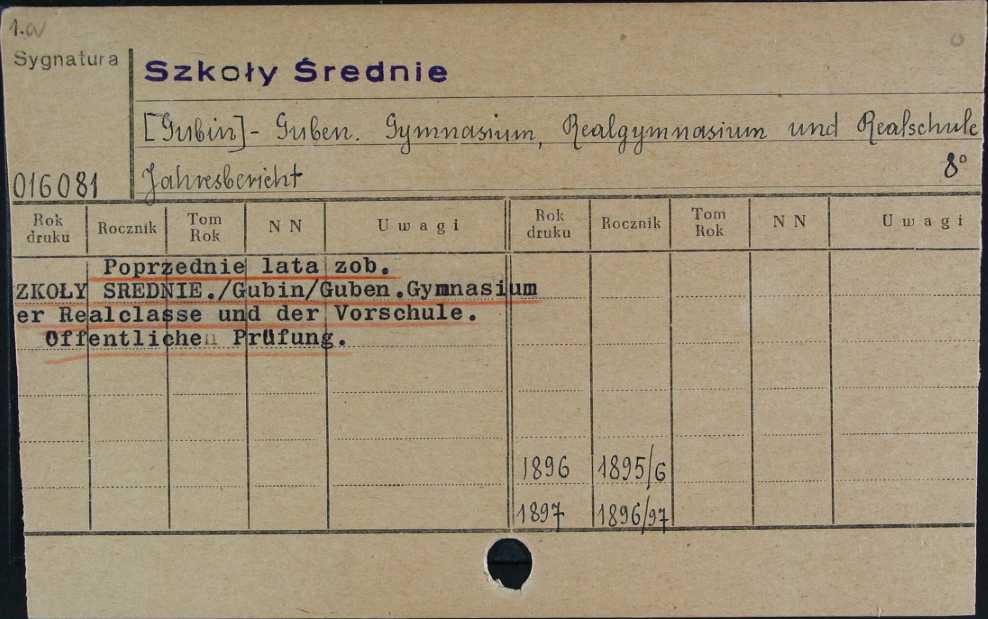 1.a
Sygnatura
Szkoły Średnie
[Gubin] - Guben. Gymnasium, Realgymnasium und Realschule
016081
Jahresbericht
8°
Rok druku Rocznik Tom Rok N N Uwagi Rok druku Rocznik Tom Rok N N Uwagi
Poprzednie lata zob.
ZKOŁY SREDNIE./Gubin/Guben.Gymnasium
er Realclasse und der Vorschule.
Offentlichen Prüfung.
1896 1895/6
1897 1896/97